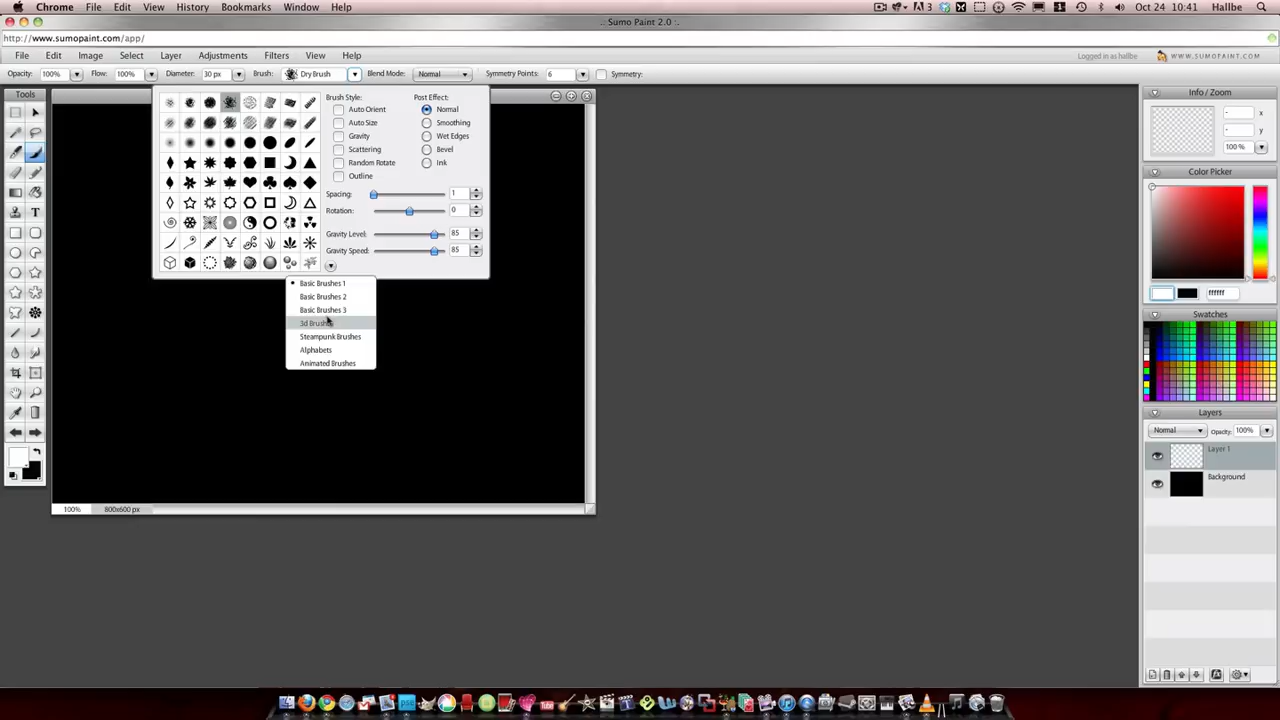 Chrome File Edit View History Bookmarks Window Help 3 Oct 24 10:41 Hallbe
.: Sumo Paint 2.0 :.
http://www.sumopaint.com/app/
File Edit Image Select Layer Adjustments Filters View Help Logged in as hallbe WWW.SUMOPAINT.COM
Opacity: 100% Flow: 100% Diameter: 30 px Brush: Dry Brush Blend Mode: Normal Symmetry Points: 6 Symmetry:
Tools
T
Brush Style:
Auto Orient
Auto Size
Gravity
Scattering
Random Rotate
Outline
Post Effect:
Normal
Smoothing
Wet Edges
Bevel
Ink
Spacing: 1
Rotation: 0
Gravity Level: 85
Gravity Speed: 85
Basic Brushes 1
Basic Brushes 2
Basic Brushes 3
3d Brushes
Steampunk Brushes
Alphabets
Animated Brushes
100% 800x600 px
Info / Zoom
- x
- y
100%
Color Picker
ffffff
Swatches
Layers
Normal Opacity: 100%
Layer 1
Background